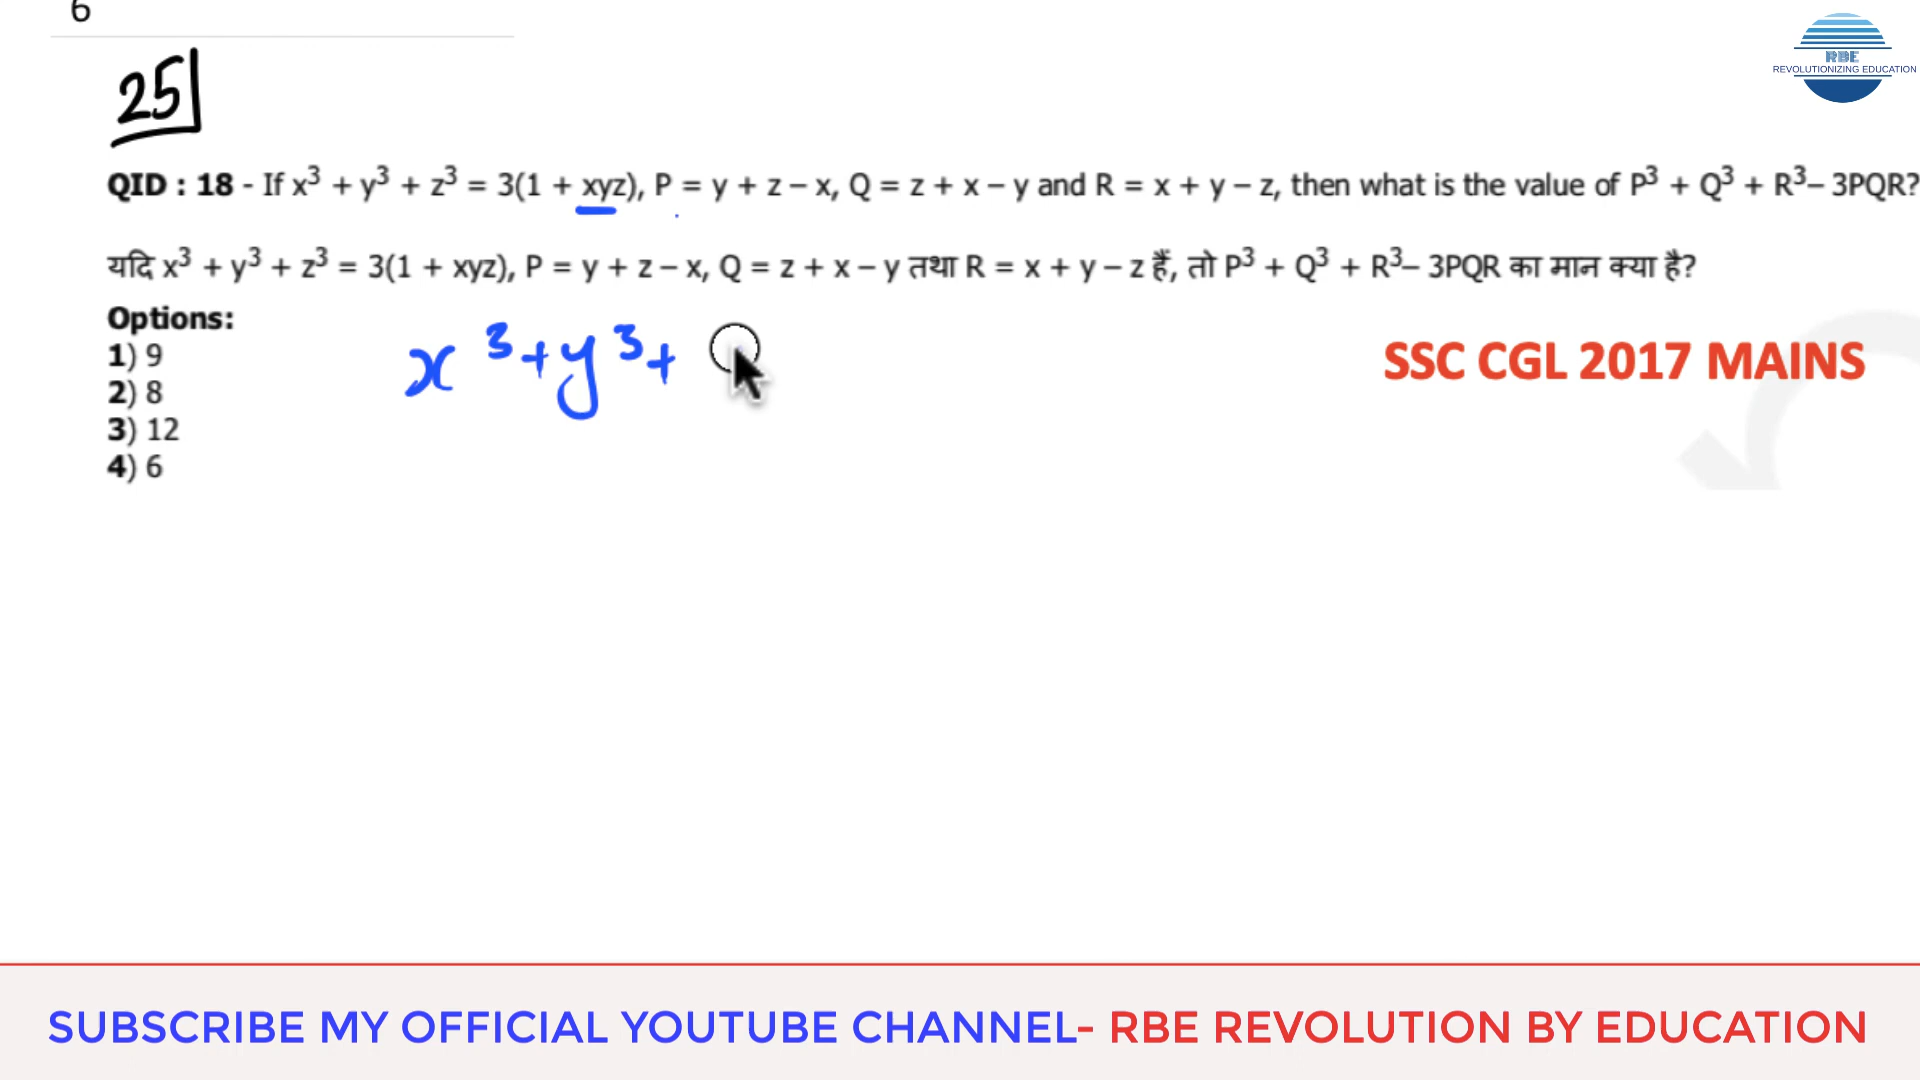 6
25
RBE
REVOLUTIONIZING EDUCATION
QID : 18 - If x³ + y³ + z³ = 3(1 + xyz), P = y + z – x, Q = z + x – y and R = x + y – z, then what is the value of P³ + Q³ + R³– 3PQR?
यदि x³ + y³ + z³ = 3(1 + xyz), P = y + z – x, Q = z + x – y तथा R = x + y – z हैं, तो P³ + Q³ + R³– 3PQR का मान क्या है?
Options:
1) 9
2) 8
3) 12
4) 6
x³+y³+
SSC CGL 2017 MAINS
SUBSCRIBE MY OFFICIAL YOUTUBE CHANNEL- RBE REVOLUTION BY EDUCATION